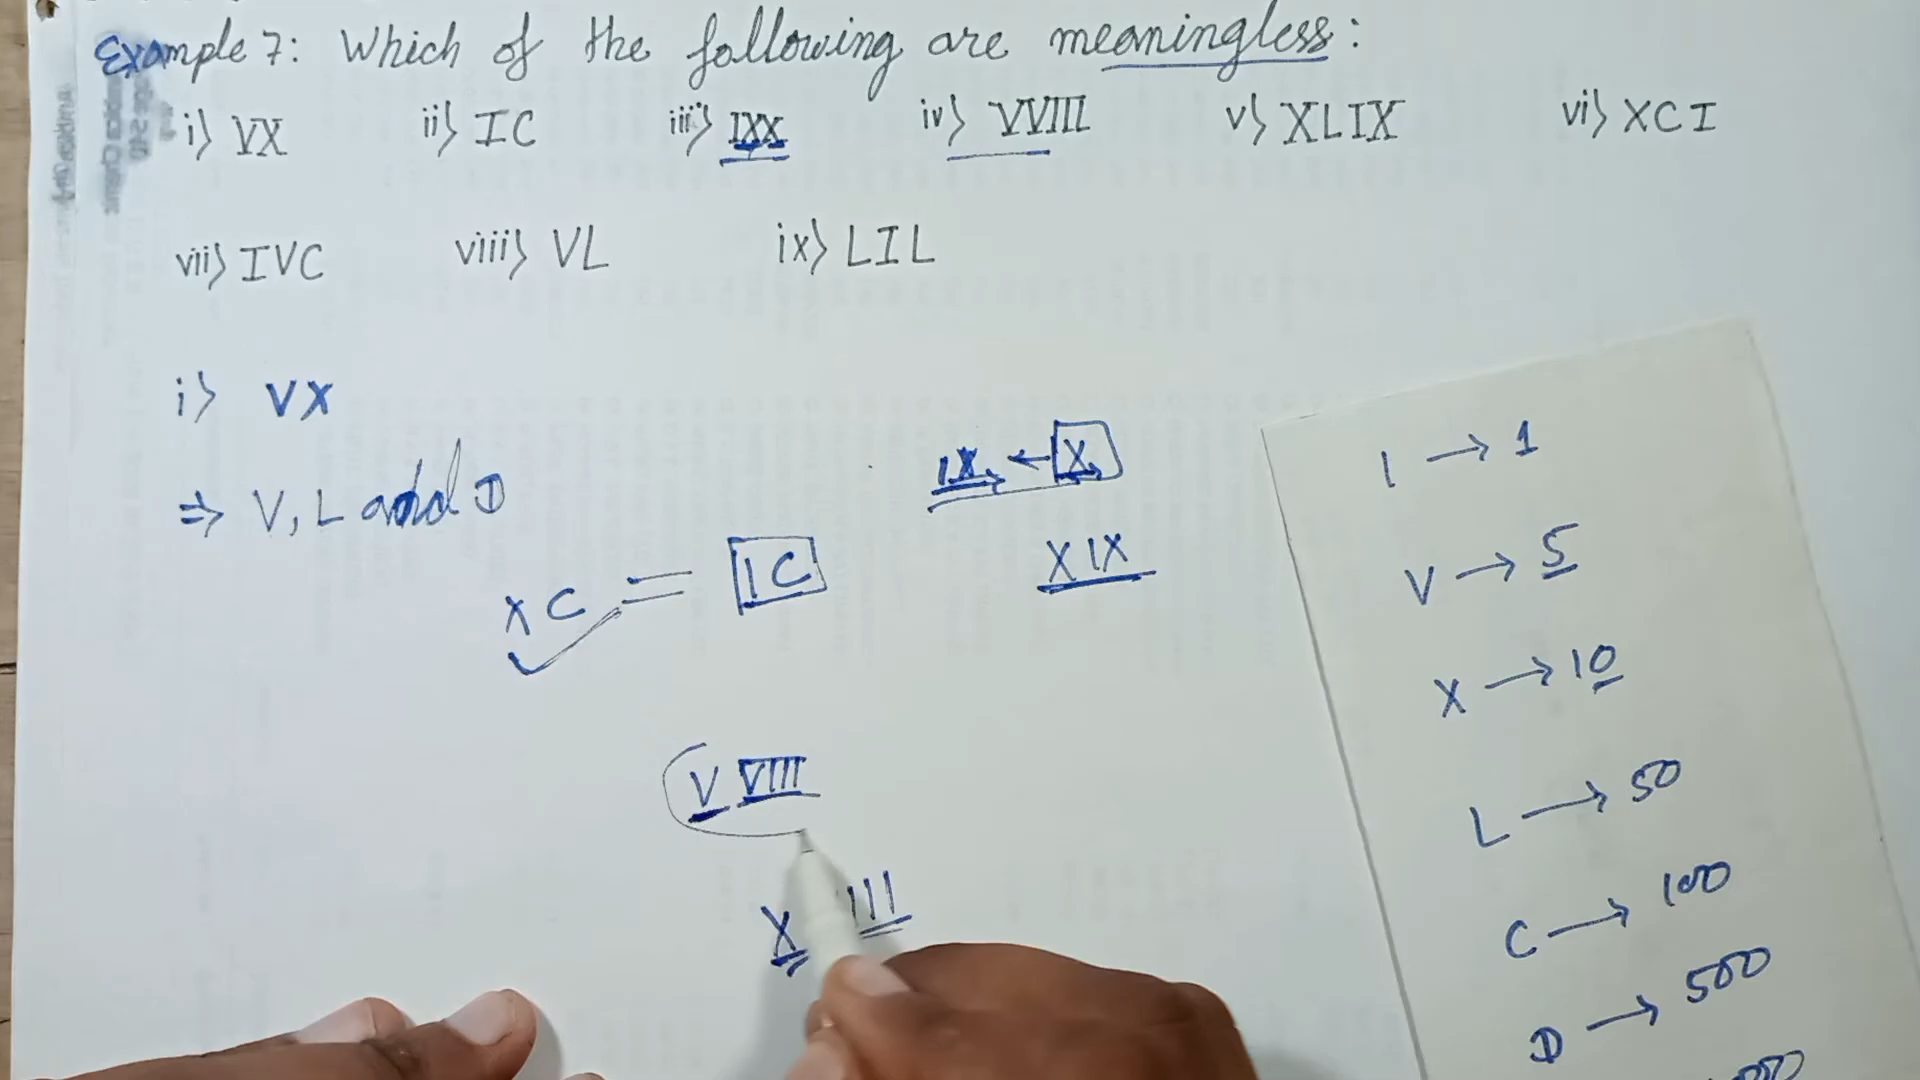 Example 7: Which of the following are meaningless:
i) VX ii) IC iii) IXX iv) VVIII v) XLIX vi) XCI
vii) IVC viii) VL ix) LIL
i) VX
⇒ V, L and D
IX ← X
XC = IC
XIX
V VIII
X III
I → 1
V → 5
X → 10
L → 50
C → 100
D → 500